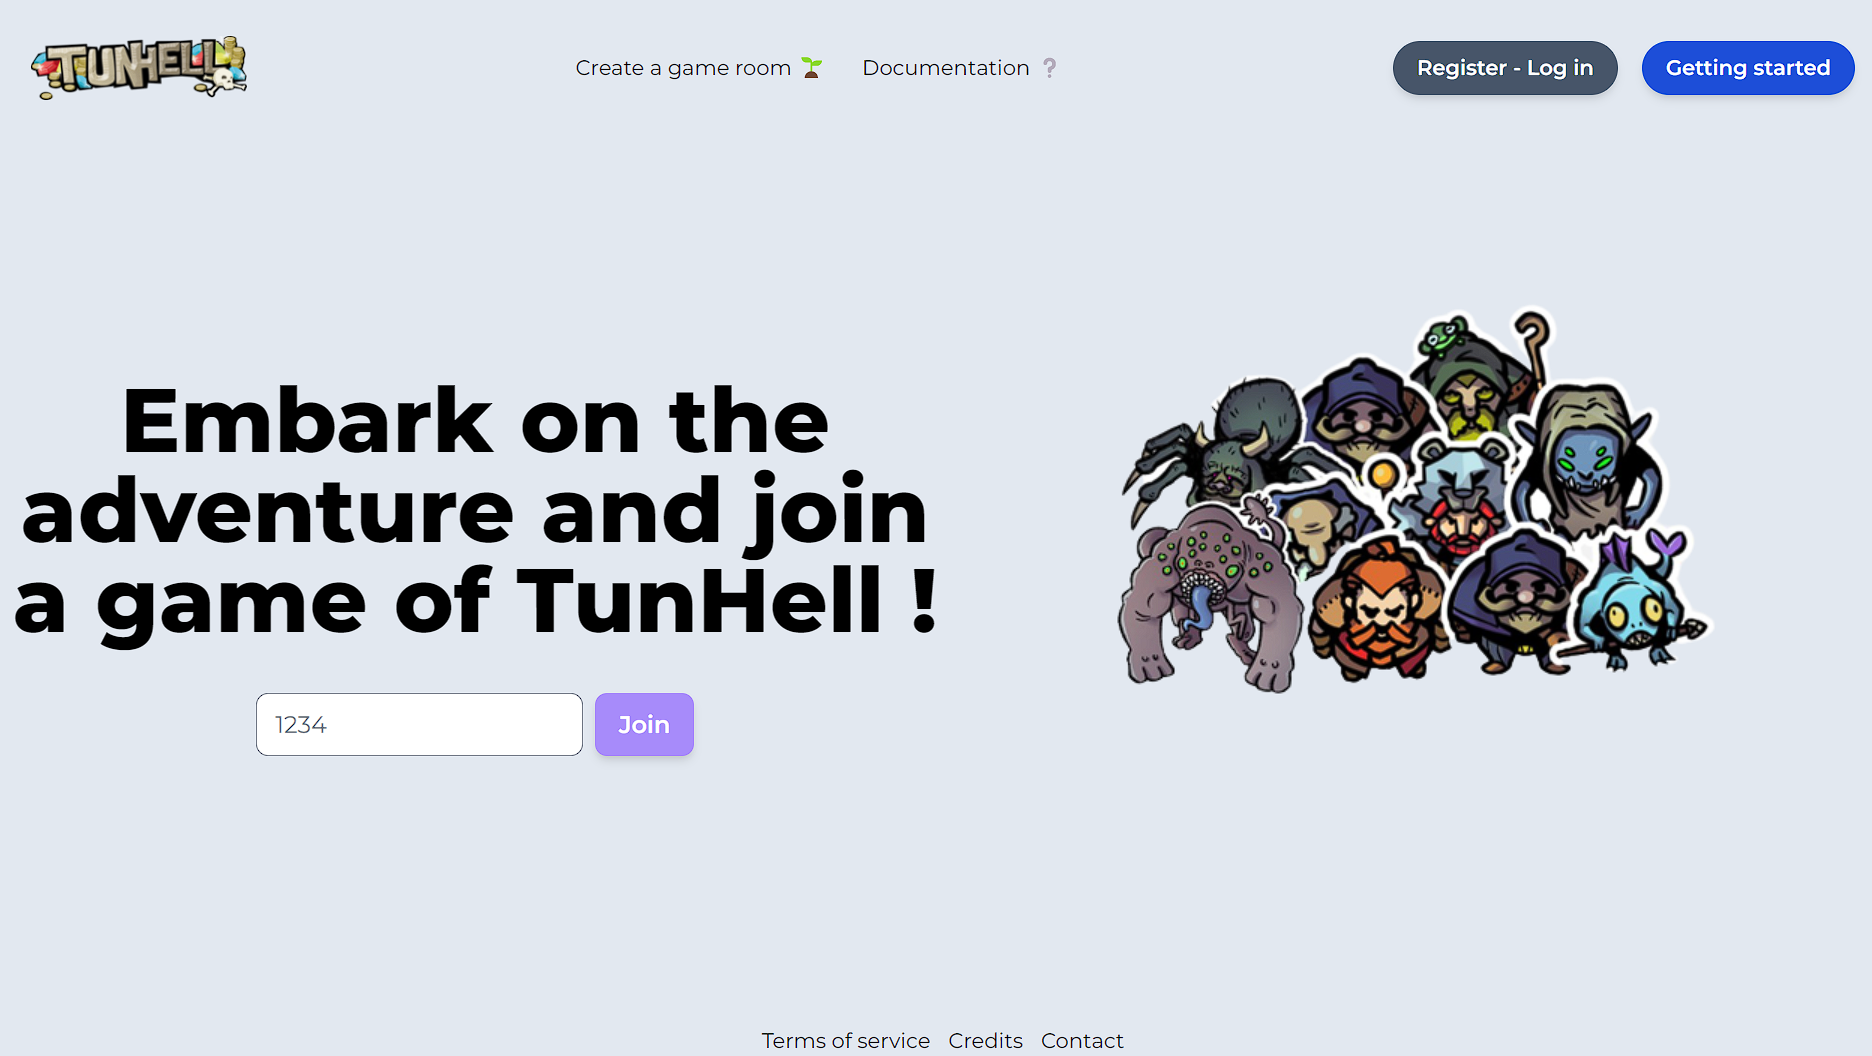 TUNHELL
Create a game room 🌱
Documentation ❔
Register - Log in
Getting started
Embark on the
adventure and join
a game of TunHell !
1234
Join
Terms of service
Credits
Contact